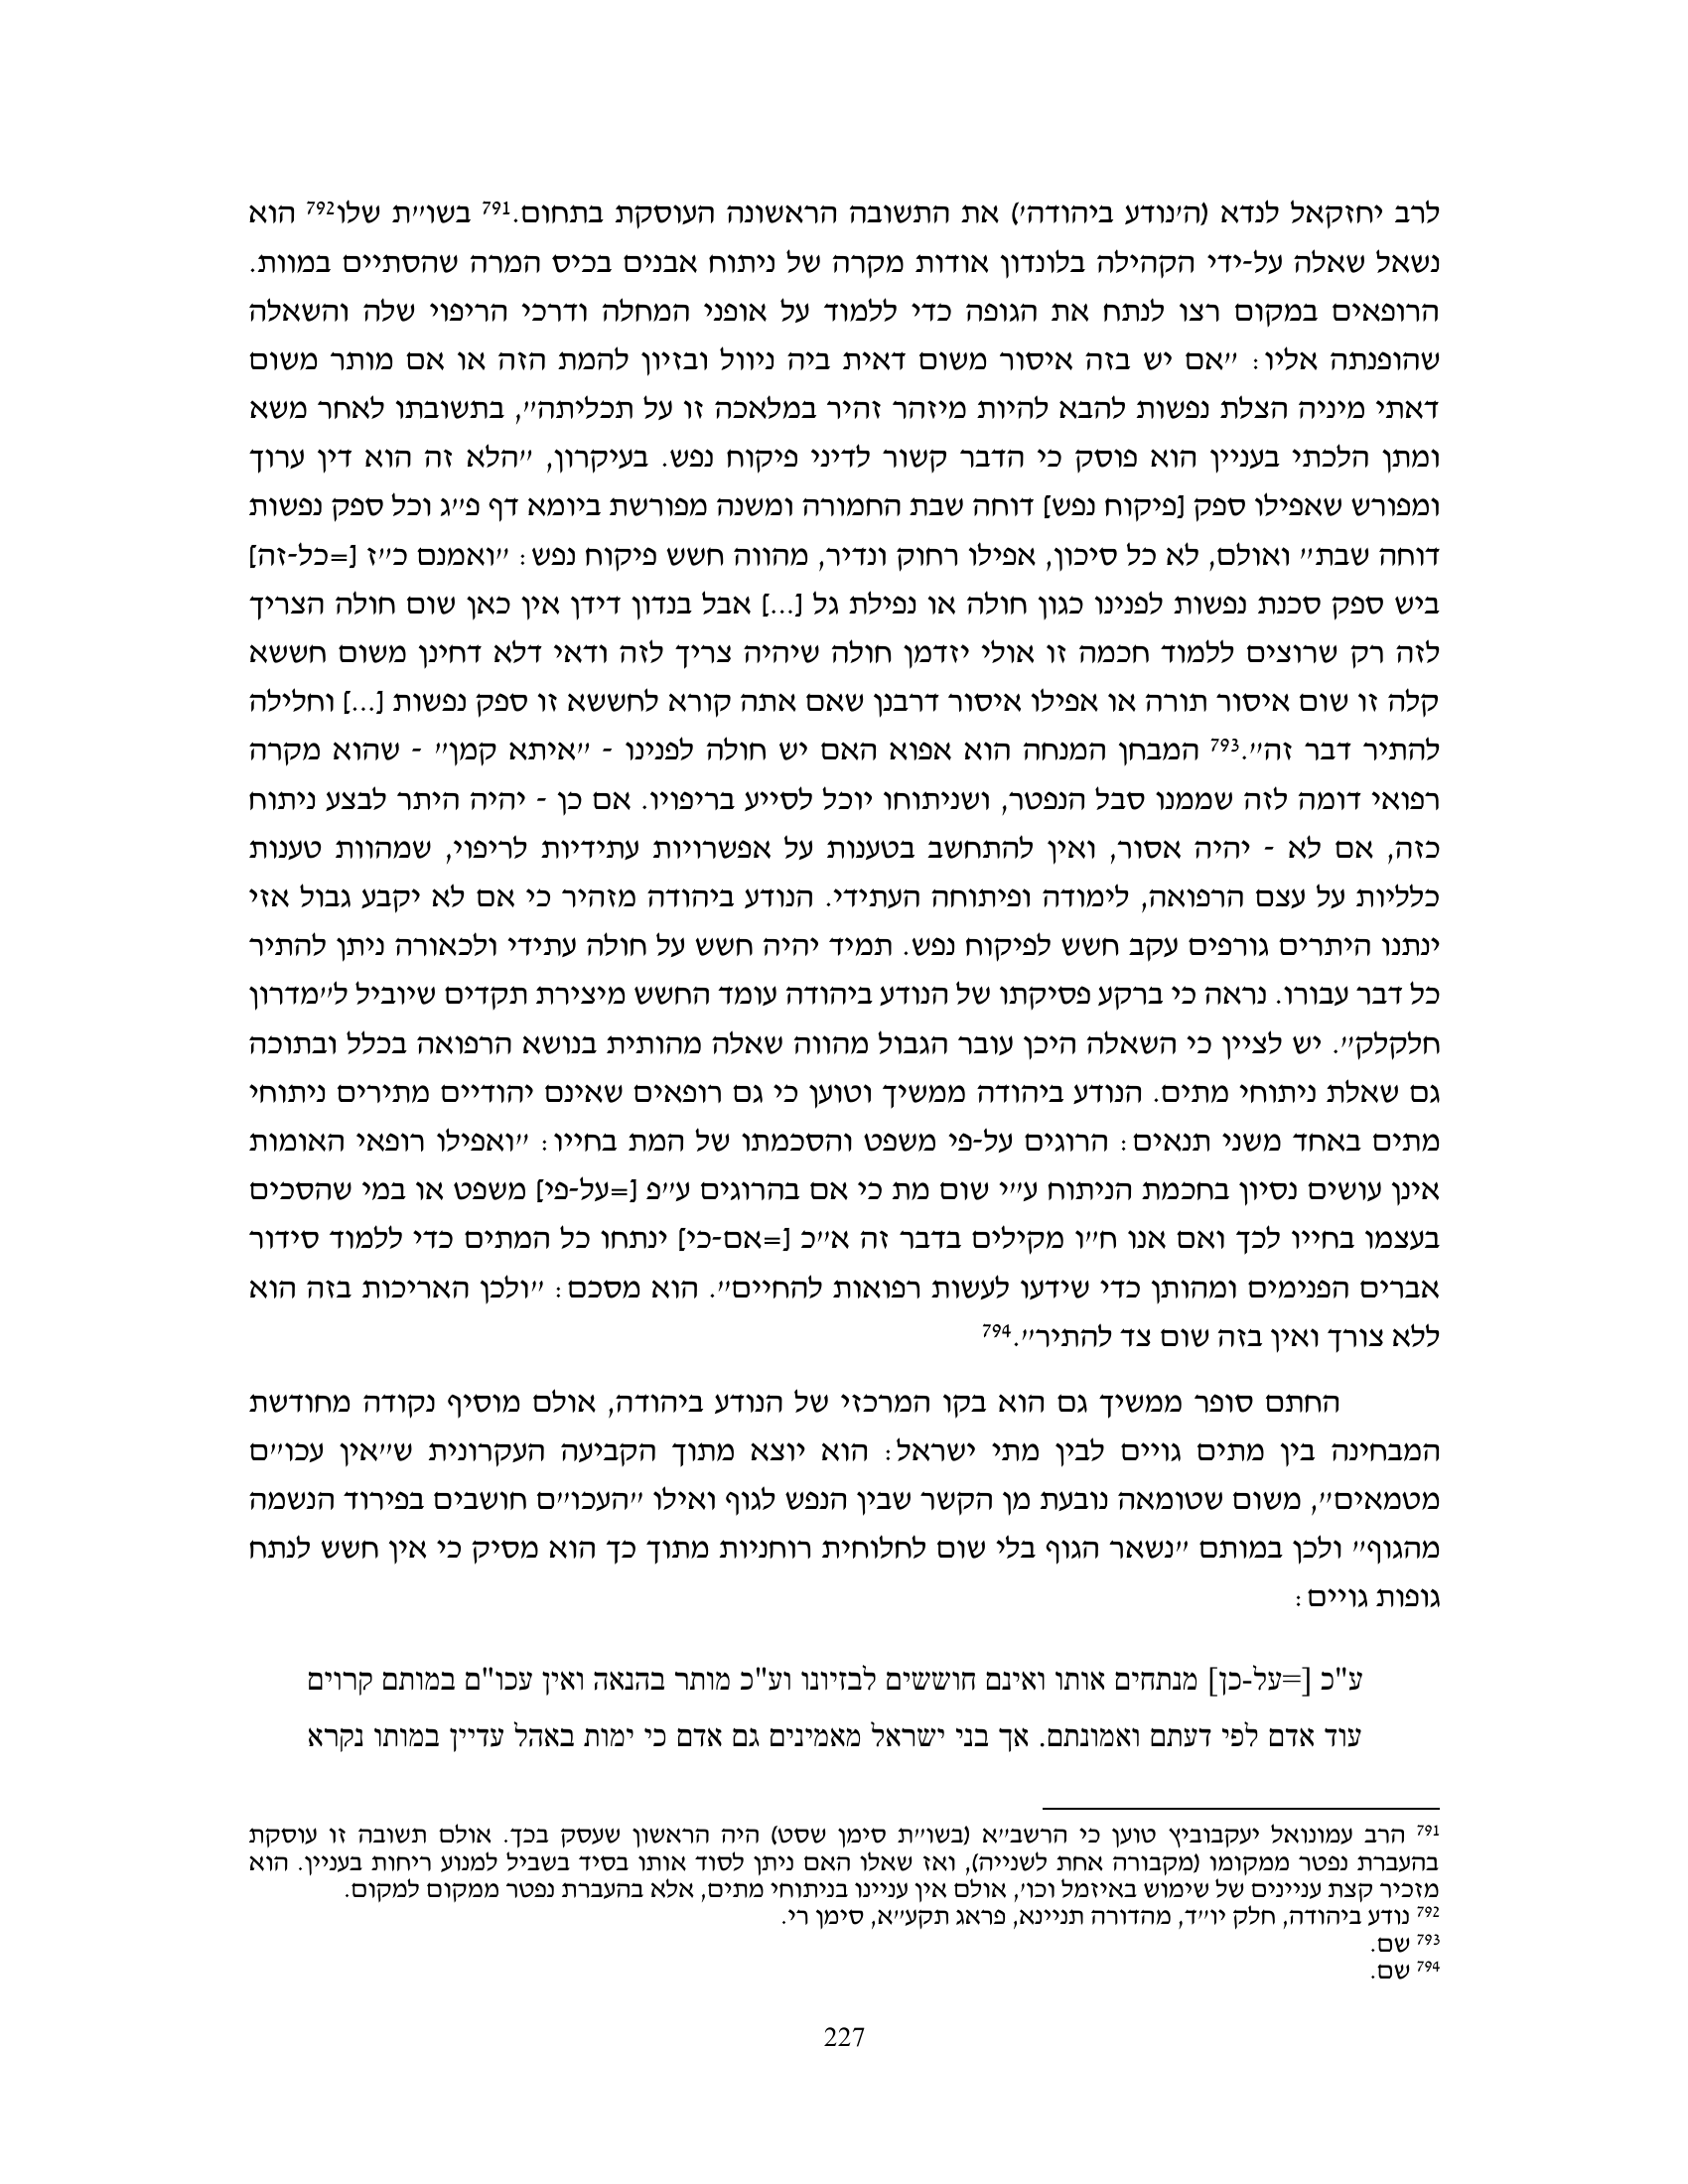 לרב יחזקאל לנדא (ה'נודע ביהודה') את התשובה הראשונה העוסקת בתחום.791 בשו״ת שלו792 הוא
נשאל שאלה על-ידי הקהילה בלונדון אודות מקרה של ניתוח אבנים בכיס המרה שהסתיים במוות.
הרופאים במקום רצו לנתח את הגופה כדי ללמוד על אופני המחלה ודרכי הריפוי שלה והשאלה
שהופנתה אליו: ״אם יש בזה איסור משום דאית ביה ניוול ובזיון להמת הזה או אם מותר משום
דאתי מיניה הצלת נפשות להבא להיות מיזהר זהיר במלאכה זו על תכליתה״, בתשובתו לאחר משא
ומתן הלכתי בעניין הוא פוסק כי הדבר קשור לדיני פיקוח נפש. בעיקרון, ״הלא זה הוא דין ערוך
ומפורש שאפילו ספק [פיקוח נפש] דוחה שבת החמורה ומשנה מפורשת ביומא דף פ״ג וכל ספק נפשות
דוחה שבת״ ואולם, לא כל סיכון, אפילו רחוק ונדיר, מהווה חשש פיקוח נפש: ״ואמנם כ״ז [=כל-זה]
ביש ספק סכנת נפשות לפנינו כגון חולה או נפילת גל [...] אבל בנדון דידן אין כאן שום חולה הצריך
לזה רק שרוצים ללמוד חכמה זו אולי יזדמן חולה שיהיה צריך לזה ודאי דלא דחינן משום חששא
קלה זו שום איסור תורה או אפילו איסור דרבנן שאם אתה קורא לחששא זו ספק נפשות [...] וחלילה
להתיר דבר זה״.793 המבחן המנחה הוא אפוא האם יש חולה לפנינו - ״איתא קמן״ - שהוא מקרה
רפואי דומה לזה שממנו סבל הנפטר, ושניתוחו יוכל לסייע בריפויו. אם כן - יהיה היתר לבצע ניתוח
כזה, אם לא - יהיה אסור, ואין להתחשב בטענות על אפשרויות עתידיות לריפוי, שמהוות טענות
כלליות על עצם הרפואה, לימודה ופיתוחה העתידי. הנודע ביהודה מזהיר כי אם לא יקבע גבול אזי
ינתנו היתרים גורפים עקב חשש לפיקוח נפש. תמיד יהיה חשש על חולה עתידי ולכאורה ניתן להתיר
כל דבר עבורו. נראה כי ברקע פסיקתו של הנודע ביהודה עומד החשש מיצירת תקדים שיוביל ל״מדרון
חלקלק״. יש לציין כי השאלה היכן עובר הגבול מהווה שאלה מהותית בנושא הרפואה בכלל ובתוכה
גם שאלת ניתוחי מתים. הנודע ביהודה ממשיך וטוען כי גם רופאים שאינם יהודיים מתירים ניתוחי
מתים באחד משני תנאים: הרוגים על-פי משפט והסכמתו של המת בחייו: ״ואפילו רופאי האומות
אינן עושים נסיון בחכמת הניתוח ע״י שום מת כי אם בהרוגים ע״פ [=על-פי] משפט או במי שהסכים
בעצמו בחייו לכך ואם אנו ח״ו מקילים בדבר זה א״כ [=אם-כי] ינתחו כל המתים כדי ללמוד סידור
אברים הפנימים ומהותן כדי שידעו לעשות רפואות להחיים״. הוא מסכם: ״ולכן האריכות בזה הוא
ללא צורך ואין בזה שום צד להתיר״.794
החתם סופר ממשיך גם הוא בקו המרכזי של הנודע ביהודה, אולם מוסיף נקודה מחודשת
המבחינה בין מתים גויים לבין מתי ישראל: הוא יוצא מתוך הקביעה העקרונית ש״אין עכו״ם
מטמאים״, משום שטומאה נובעת מן הקשר שבין הנפש לגוף ואילו ״העכו״ם חושבים בפירוד הנשמה
מהגוף״ ולכן במותם ״נשאר הגוף בלי שום לחלוחית רוחניות מתוך כך הוא מסיק כי אין חשש לנתח
גופות גויים:
ע"כ [=על-כן] מנתחים אותו ואינם חוששים לבזיונו וע"כ מותר בהנאה ואין עכו"ם במותם קרוים
עוד אדם לפי דעתם ואמונתם. אך בני ישראל מאמינים גם אדם כי ימות באהל עדיין במותו נקרא
791 הרב עמונואל יעקבוביץ טוען כי הרשב״א (בשו״ת סימן שסט) היה הראשון שעסק בכך. אולם תשובה זו עוסקת
בהעברת נפטר ממקומו (מקבורה אחת לשנייה), ואז שאלו האם ניתן לסוד אותו בסיד בשביל למנוע ריחות בעניין. הוא
מזכיר קצת עניינים של שימוש באיזמל וכו', אולם אין עניינו בניתוחי מתים, אלא בהעברת נפטר ממקום למקום.
792 נודע ביהודה, חלק יו״ד, מהדורה תניינא, פראג תקע״א, סימן רי.
793 שם.
794 שם.
227